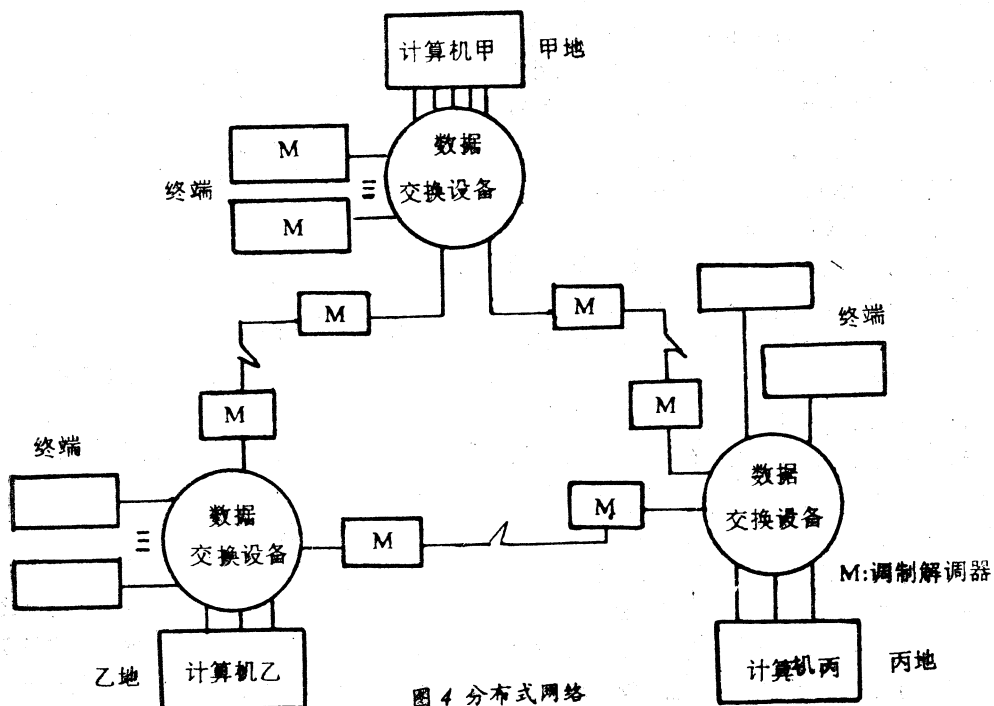 计算机甲
甲地
数据
交换设备
M
终端
M
M
M
终端
M
M
终端
数据
交换设备
M
M
数据
交换设备
M:调制解调器
乙地
计算机乙
计算机丙
丙地
图 4 分布式网络